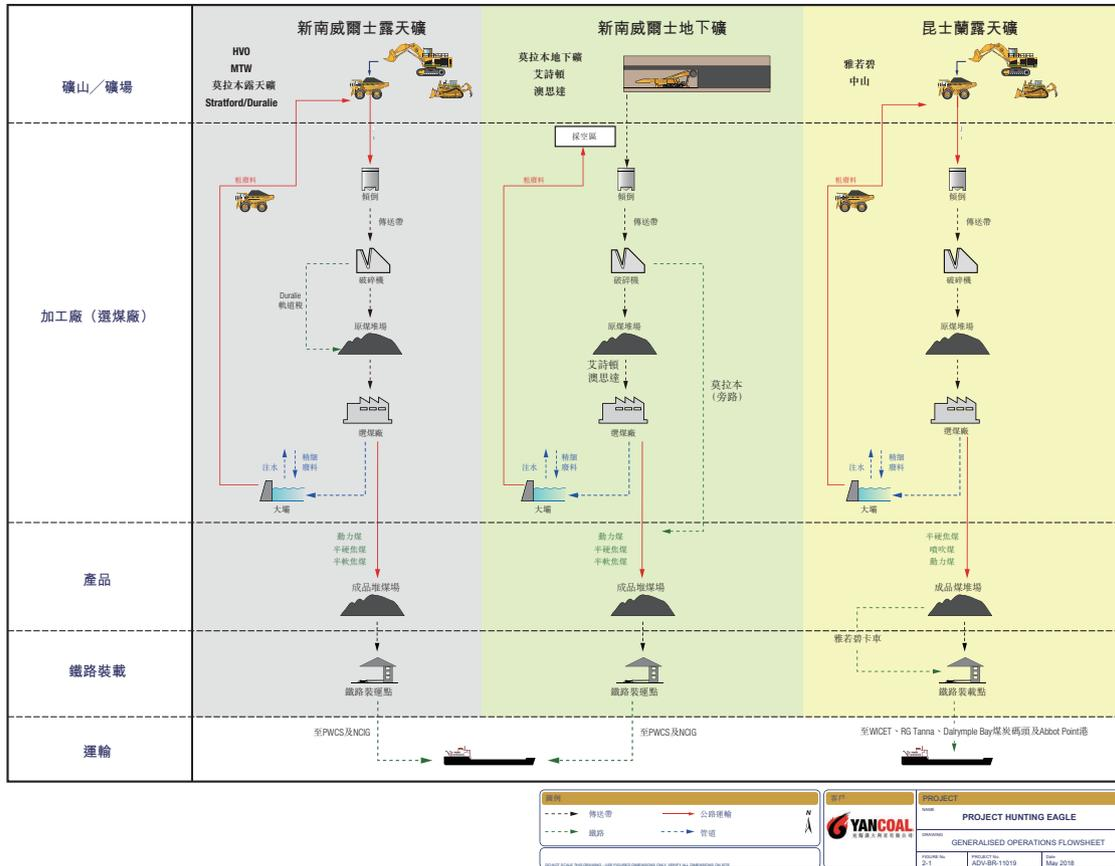 新南威爾士露天礦
新南威爾士地下礦
昆士蘭露天礦
礦山／礦場
HVO
MTW
莫拉本露天礦
Stratford/Duralie
莫拉本地下礦
艾詩頓
澳思達
雅若碧
中山
加工廠（選煤廠）
粗廢料
傾倒
傳送帶
破碎機
Duralie
軌道稅
原煤堆場
選煤廠
注水
精細
廢料
大壩
採空區
粗廢料
傾倒
傳送帶
破碎機
原煤堆場
艾詩頓
澳思達
莫拉本
(旁路)
選煤廠
注水
精細
廢料
大壩
粗廢料
傾倒
傳送帶
破碎機
原煤堆場
選煤廠
注水
精細
廢料
大壩
產品
動力煤
半硬焦煤
半軟焦煤
成品堆煤場
動力煤
半硬焦煤
半軟焦煤
成品堆煤場
半硬焦煤
噴吹煤
動力煤
成品煤堆場
鐵路裝載
鐵路裝運點
鐵路裝運點
雅若碧卡車
鐵路裝載點
運輸
至PWCS及NCIG
至PWCS及NCIG
至WICET、RG Tanna、Dalrymple Bay煤炭碼頭及Abbot Point港
圖例
傳送帶
公路運輸
鐵路
管道
N
DO NOT SCALE THIS DRAWING - USE FIGURED DIMENSIONS ONLY. VERIFY ALL DIMENSIONS ON SITE
客戶
YANCOAL
PROJECT
NAME
PROJECT HUNTING EAGLE
DRAWING
GENERALISED OPERATIONS FLOWSHEET
FIGURE No.
2-1
PROJECT No.
ADV-BR-11019
Date
May 2018